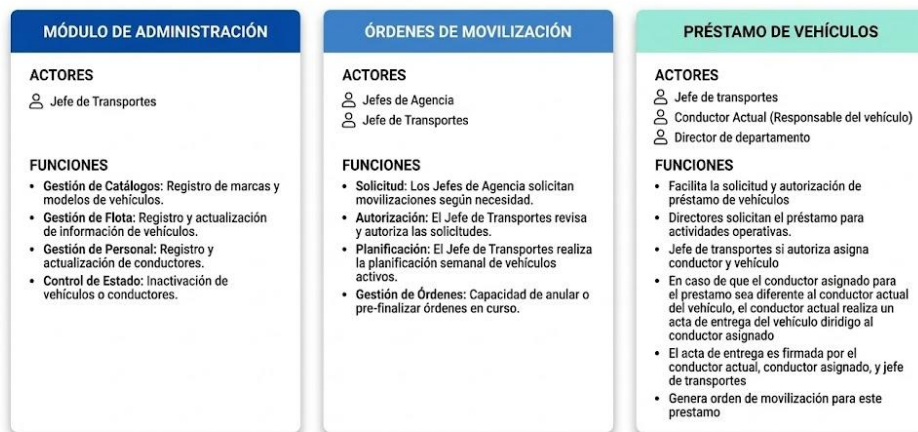 MÓDULO DE ADMINISTRACIÓN
ACTORES
Jefe de Transportes
FUNCIONES
• Gestión de Catálogos: Registro de marcas y
modelos de vehículos.
• Gestión de Flota: Registro y actualización
de información de vehículos.
• Gestión de Personal: Registro y
actualización de conductores.
• Control de Estado: Inactivación de
vehículos o conductores.
ÓRDENES DE MOVILIZACIÓN
ACTORES
Jefes de Agencia
Jefe de Transportes
FUNCIONES
• Solicitud: Los Jefes de Agencia solicitan
movilizaciones según necesidad.
• Autorización: El Jefe de Transportes revisa
y autoriza las solicitudes.
• Planificación: El Jefe de Transportes realiza
la planificación semanal de vehículos
activos.
• Gestión de Órdenes: Capacidad de anular o
pre-finalizar órdenes en curso.
PRÉSTAMO DE VEHÍCULOS
ACTORES
Jefe de transportes
Conductor Actual (Responsable del vehículo)
Director de departamento
FUNCIONES
• Facilita la solicitud y autorización de
préstamo de vehículos
• Directores solicitan el préstamo para
actividades operativas.
• Jefe de transportes si autoriza asigna
conductor y vehículo
• En caso de que el conductor asignado para
el prestamo sea diferente al conductor actual
del vehículo, el conductor actual realiza un
acta de entrega del vehículo diridigo al
conductor asignado
• El acta de entrega es firmada por el
conductor actual, conductor asignado, y jefe
de transportes
• Genera orden de movilización para este
prestamo